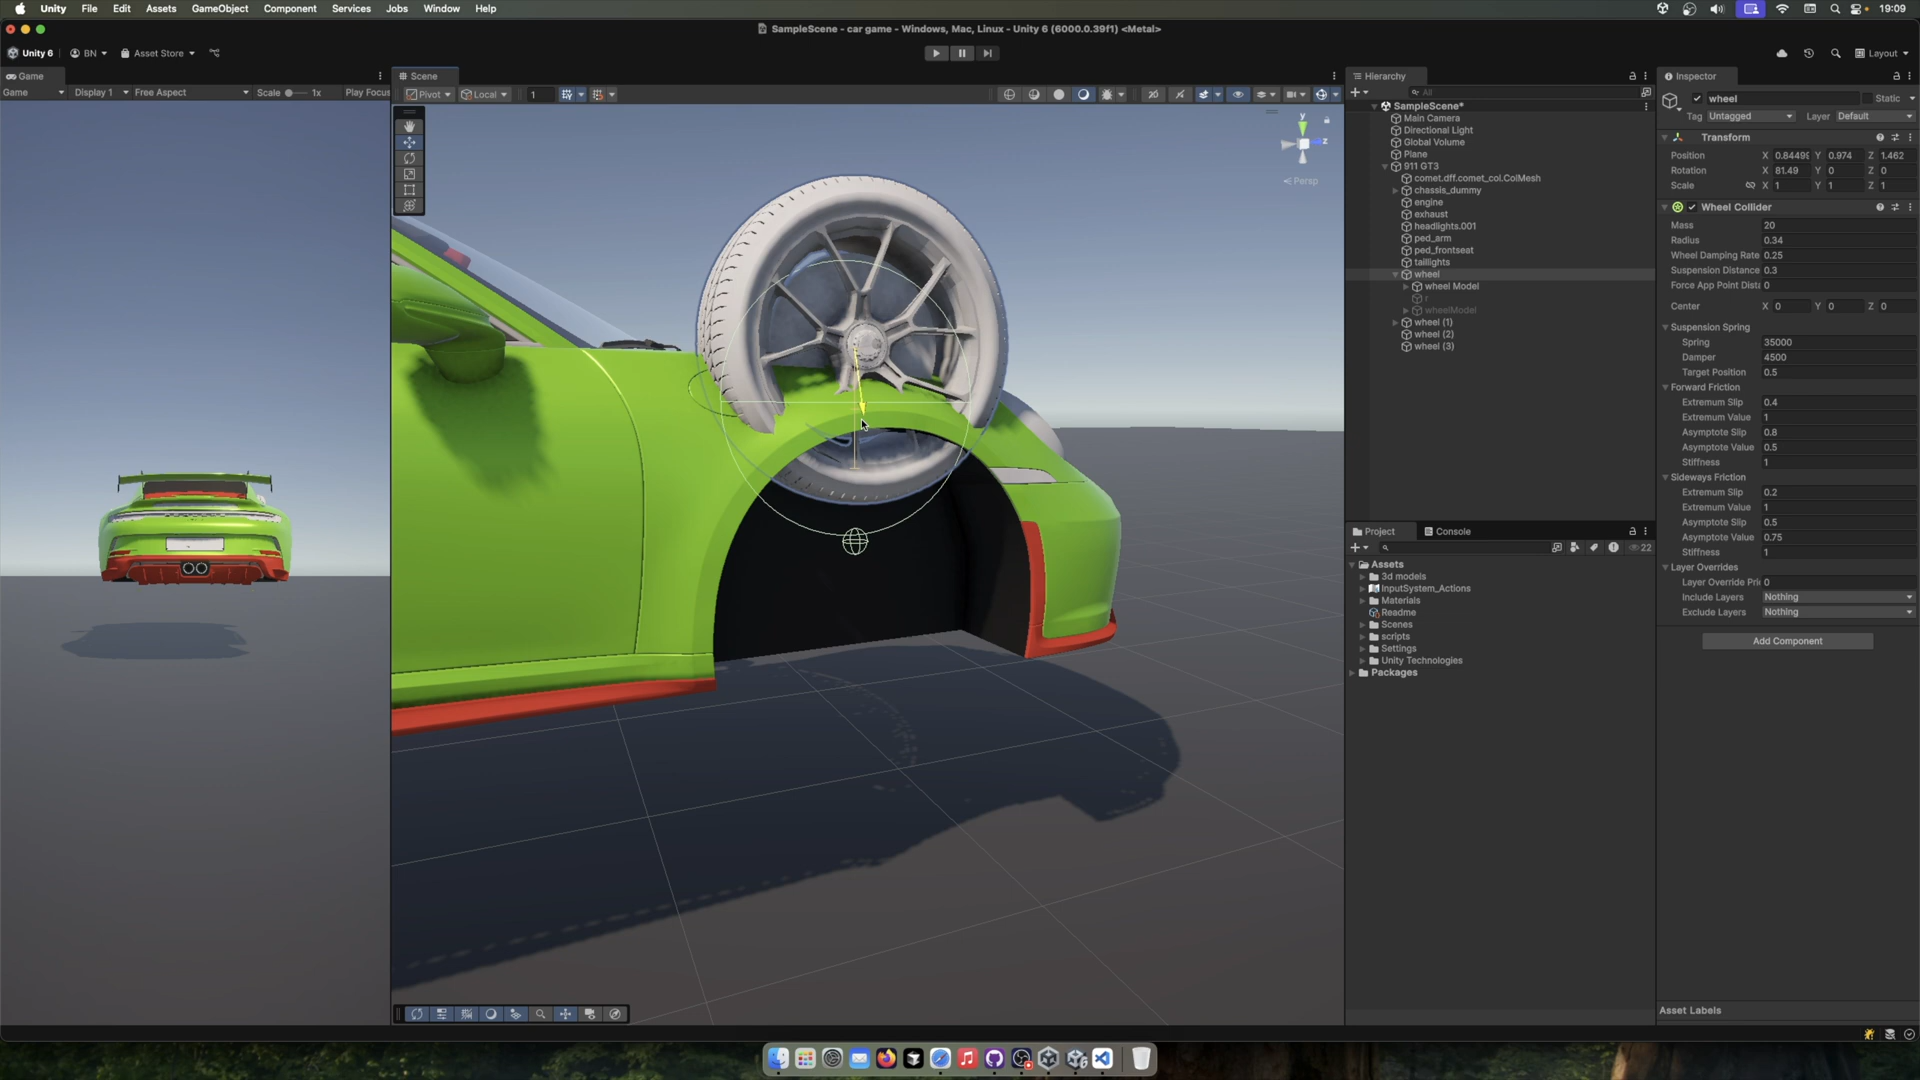 Unity File Edit Assets GameObject Component Services Jobs Window Help 19:09
SampleScene - car game - Windows, Mac, Linux - Unity 6 (6000.0.39f1) <Metal>
Unity 6 BN Asset Store Layout
Game
Game Display 1 Free Aspect Scale 1x Play Focus
Scene
Pivot Local 1
y
z
Persp
Hierarchy
All
SampleScene*
Main Camera
Directional Light
Global Volume
Plane
911 GT3
comet.dff.comet_col.ColMesh
chassis_dummy
engine
exhaust
headlights.001
ped_arm
ped_frontseat
taillights
wheel
wheel Model
r
wheelModel
wheel (1)
wheel (2)
wheel (3)
Project Console
22
Assets
3d models
InputSystem_Actions
Materials
Readme
Scenes
scripts
Settings
Unity Technologies
Packages
Inspector
wheel Static
Tag Untagged Layer Default
Transform
Position X 0.8449 Y 0.974 Z 1.462
Rotation X 81.49 Y 0 Z 0
Scale X 1 Y 1 Z 1
Wheel Collider
Mass 20
Radius 0.34
Wheel Damping Rate 0.25
Suspension Distance 0.3
Force App Point Dista 0
Center X 0 Y 0 Z 0
Suspension Spring
Spring 35000
Damper 4500
Target Position 0.5
Forward Friction
Extremum Slip 0.4
Extremum Value 1
Asymptote Slip 0.8
Asymptote Value 0.5
Stiffness 1
Sideways Friction
Extremum Slip 0.2
Extremum Value 1
Asymptote Slip 0.5
Asymptote Value 0.75
Stiffness 1
Layer Overrides
Layer Override Pri 0
Include Layers Nothing
Exclude Layers Nothing
Add Component
Asset Labels